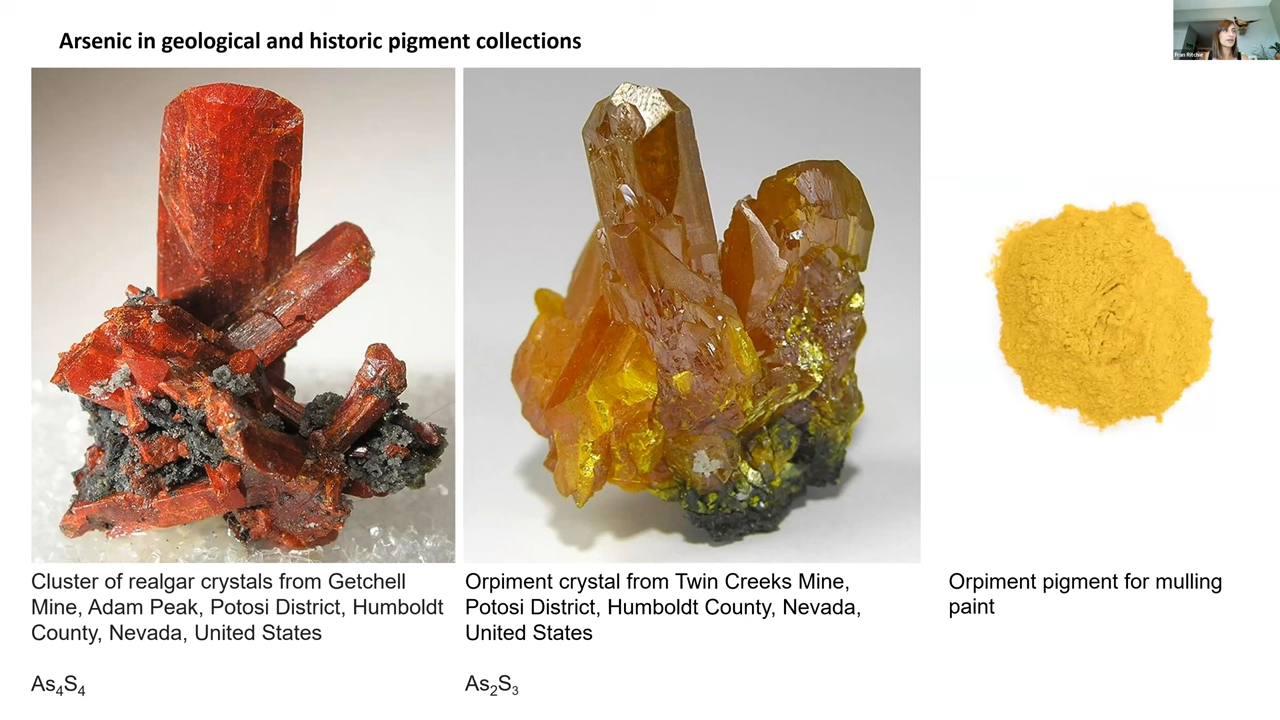 Arsenic in geological and historic pigment collections
Fran Ritchie
Cluster of realgar crystals from Getchell
Mine, Adam Peak, Potosi District, Humboldt
County, Nevada, United States
As₄S₄
Orpiment crystal from Twin Creeks Mine,
Potosi District, Humboldt County, Nevada,
United States
As₂S₃
Orpiment pigment for mulling
paint